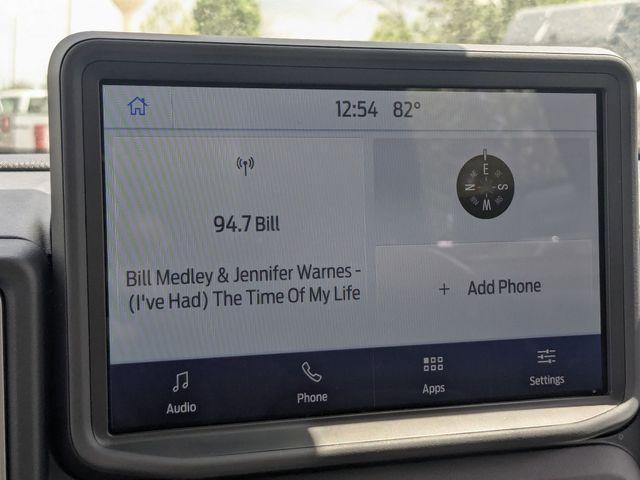 12:54 82°
94.7 Bill
Bill Medley & Jennifer Warnes -
(I've Had) The Time Of My Life
E
N S
W
+ Add Phone
Audio
Phone
Apps
Settings